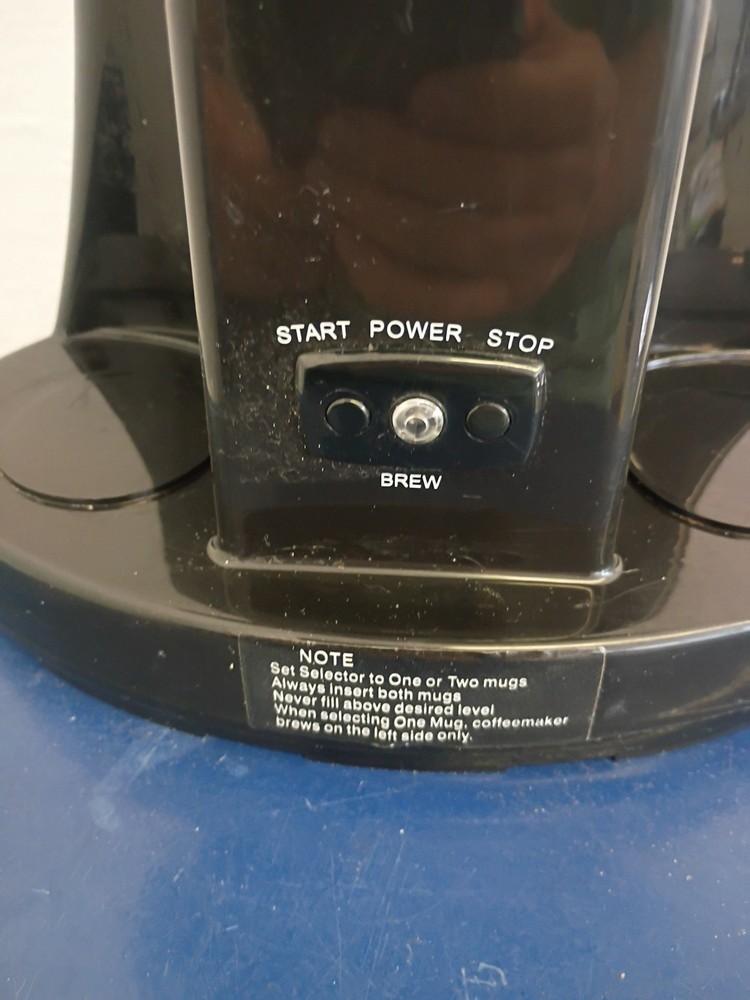 START POWER STOP
BREW
NOTE
Set Selector to One or Two mugs
Always insert both mugs
Never fill above desired level
When selecting One Mug, coffeemaker
brews on the left side only.